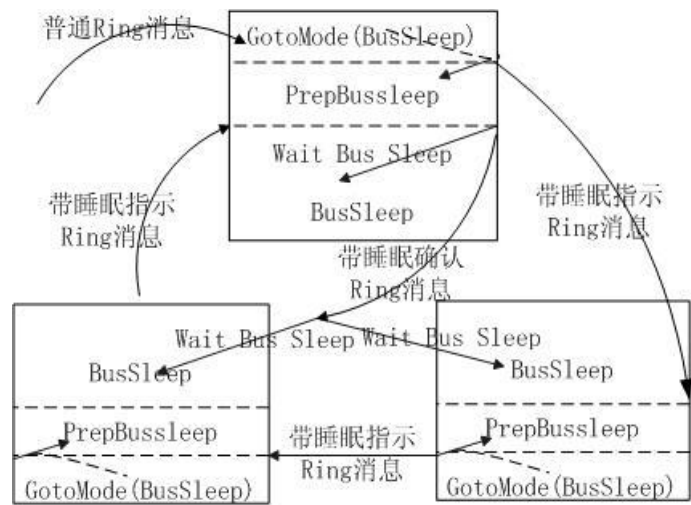 普通Ring消息
GotoMode(BusSleep)
PrepBussleep
Wait Bus Sleep
BusSleep
带睡眠指示
Ring消息
带睡眠指示
Ring消息
带睡眠确认
Ring消息
Wait Bus Sleep
Wait Bus Sleep
BusSleep
BusSleep
PrepBussleep
带睡眠指示
Ring消息
PrepBussleep
GotoMode(BusSleep)
GotoMode(BusSleep)